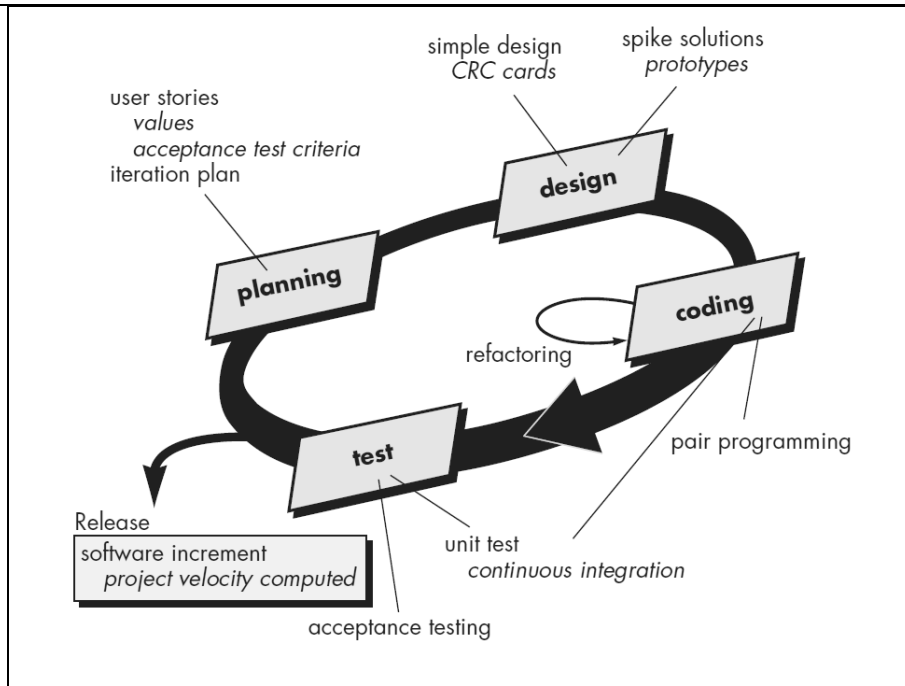 simple design
CRC cards
spike solutions
prototypes
user stories
values
acceptance test criteria
iteration plan
design
planning
coding
refactoring
test
pair programming
Release
software increment
project velocity computed
unit test
continuous integration
acceptance testing